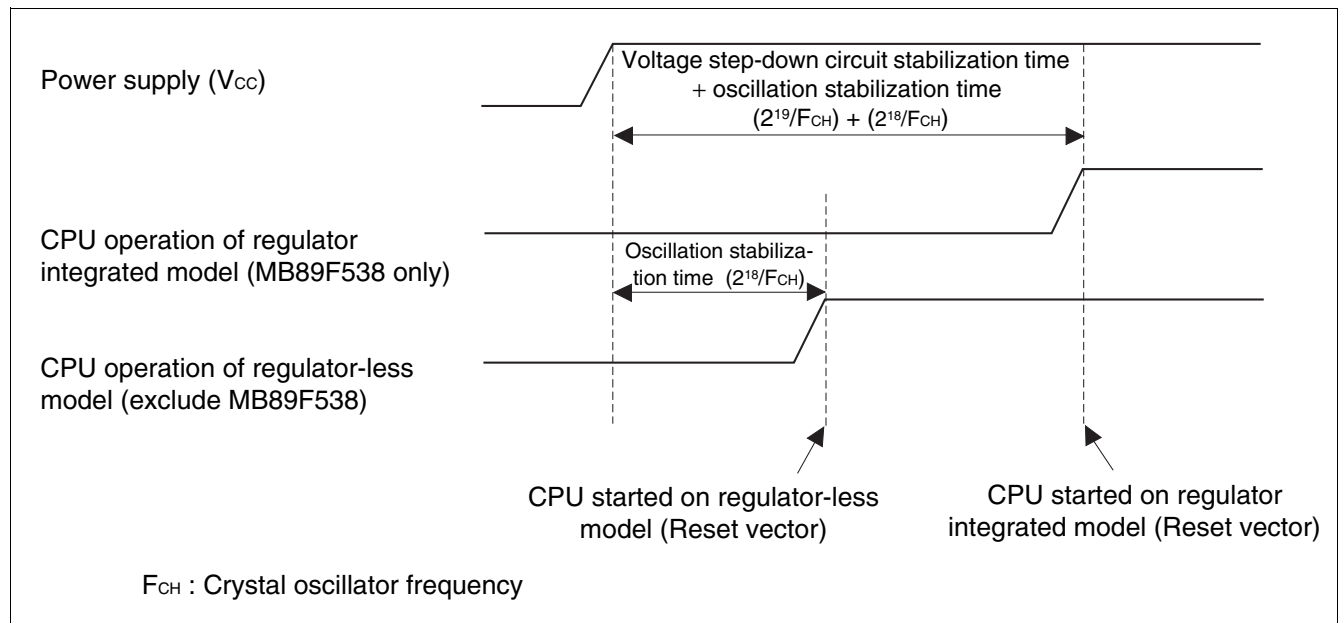 Power supply (VCC)
Voltage step-down circuit stabilization time
+ oscillation stabilization time
(2¹⁹/FCH) + (2¹⁸/FCH)
CPU operation of regulator
integrated model (MB89F538 only)
Oscillation stabiliza-
tion time (2¹⁸/FCH)
CPU operation of regulator-less
model (exclude MB89F538)
CPU started on regulator-less
model (Reset vector)
CPU started on regulator
integrated model (Reset vector)
FCH : Crystal oscillator frequency